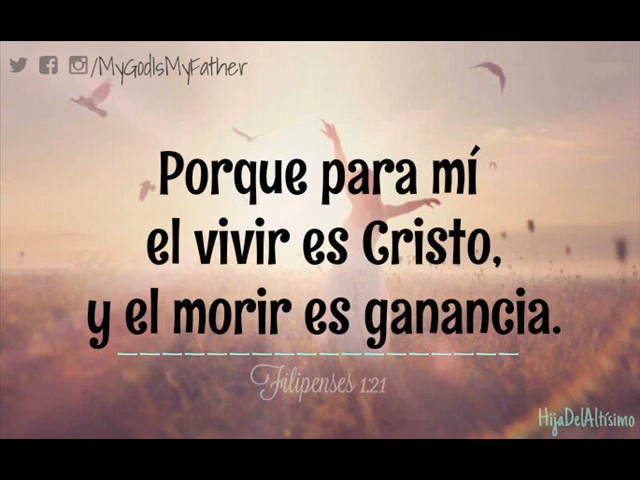 /MyGodIsMyFather
Porque para mí
el vivir es Cristo,
y el morir es ganancia.
Filipenses 1:21
HijaDelAltísimo